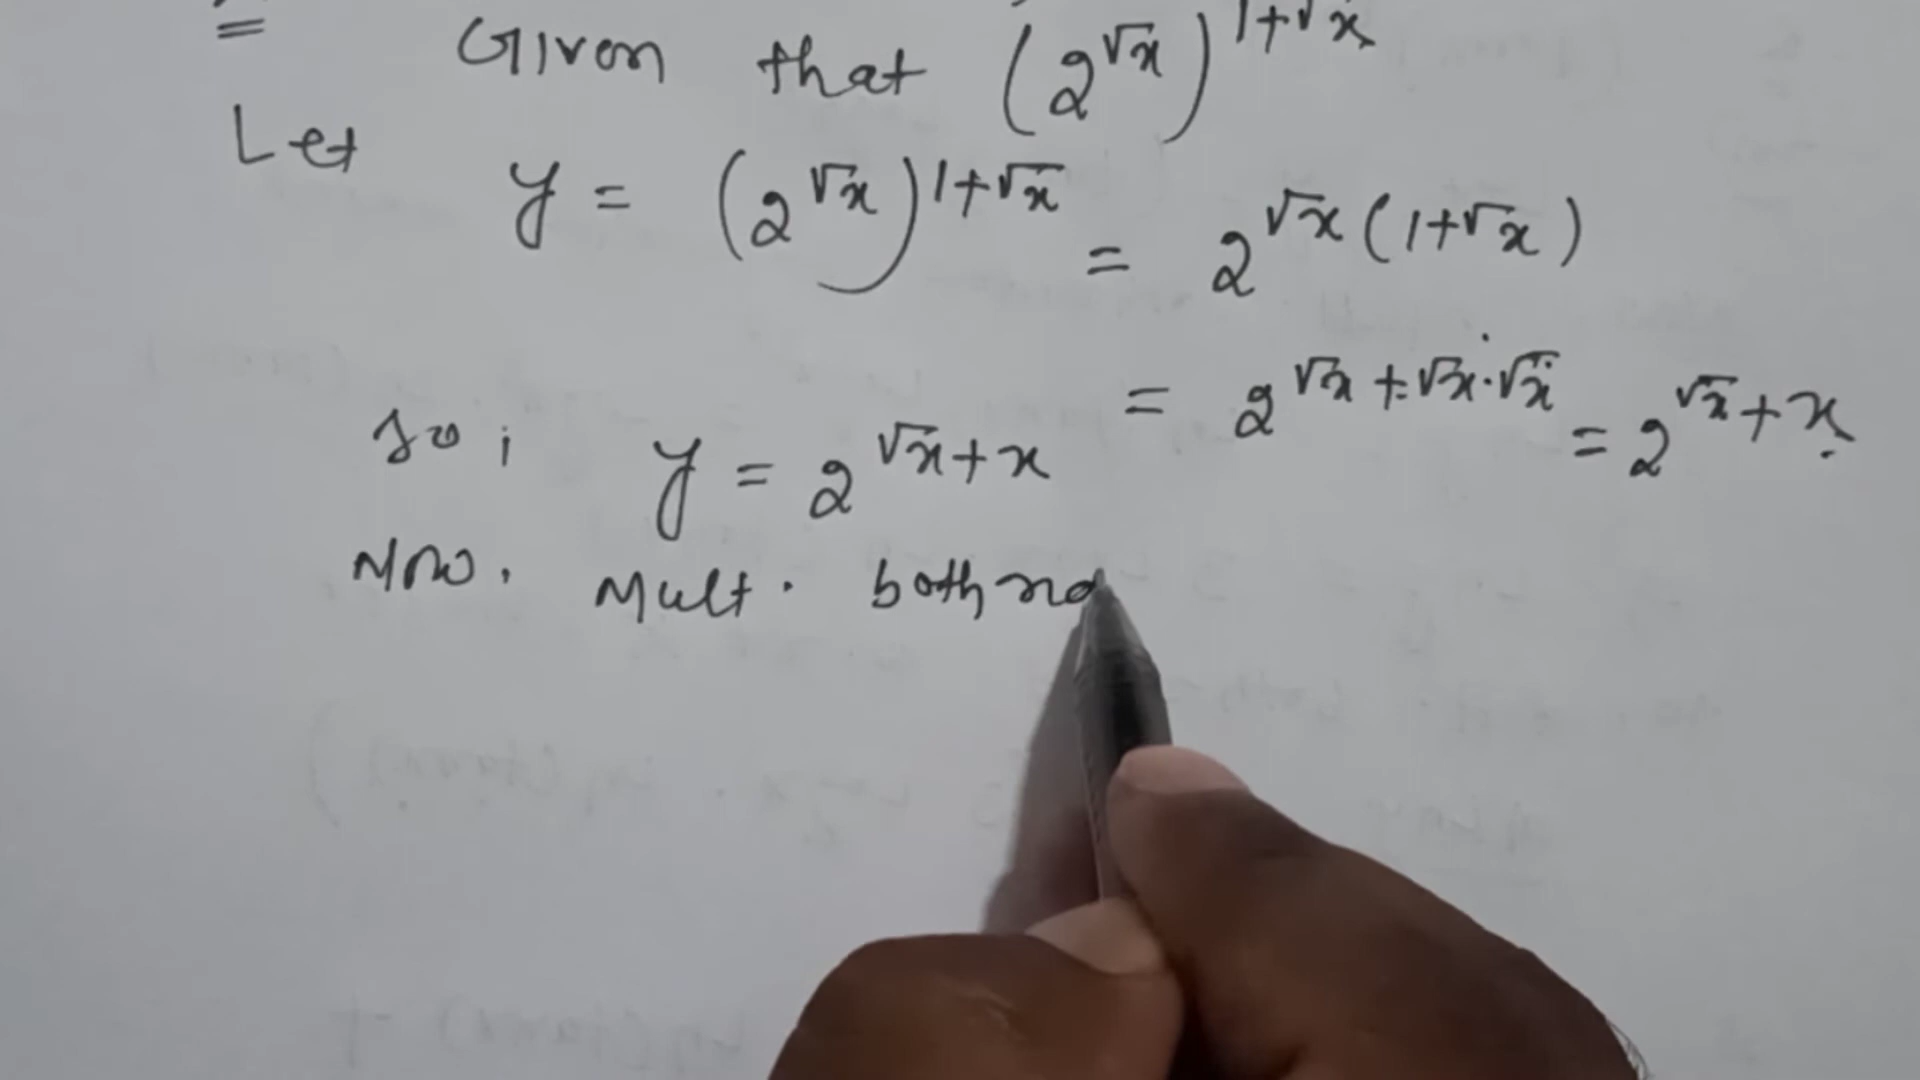 = Given that (2^√x)^1+√x
Let
y = (2^√x)^1+√x = 2^√x(1+√x)
= 2^√x+√x·√x = 2^√x+x.
So, y = 2^√x+x
Now. Mult. both